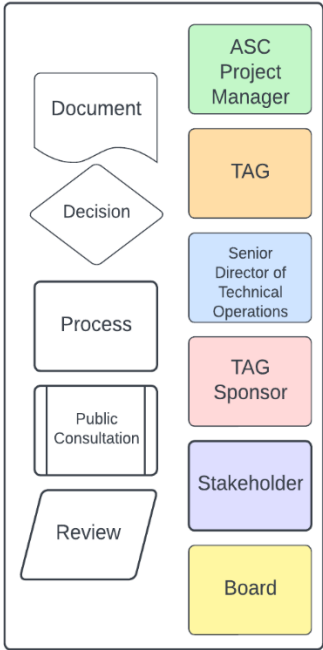 Document
Decision
Process
Public
Consultation
Review
ASC
Project
Manager
TAG
Senior
Director of
Technical
Operations
TAG
Sponsor
Stakeholder
Board